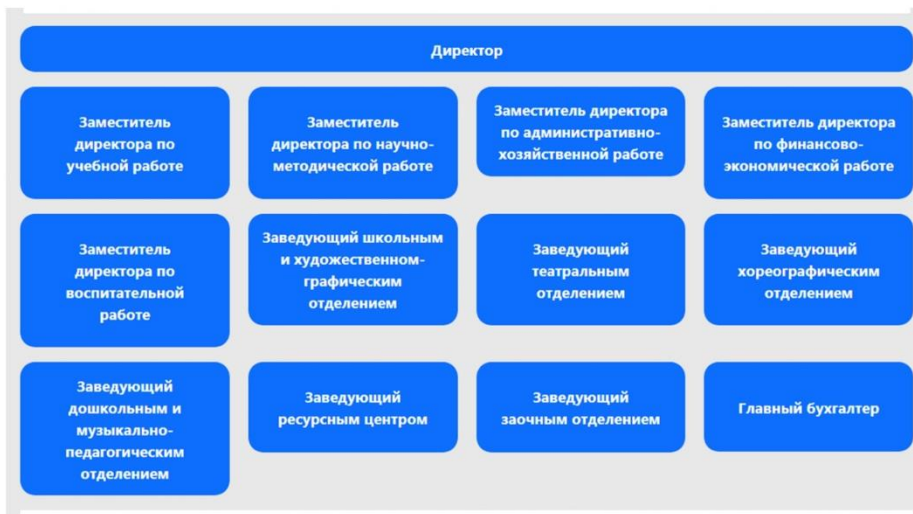 Директор
Заместитель
директора по
учебной работе
Заместитель
директора по научно-
методической работе
Заместитель директора
по административно-
хозяйственной работе
Заместитель директора
по финансово-
экономической работе
Заместитель
директора по
воспитательной
работе
Заведующий школьным
и художественном-
графическим
отделением
Заведующий
театральным
отделением
Заведующий
хореографическим
отделением
Заведующий
дошкольным и
музыкально-
педагогическим
отделением
Заведующий
ресурсным центром
Заведующий
заочным отделением
Главный бухгалтер